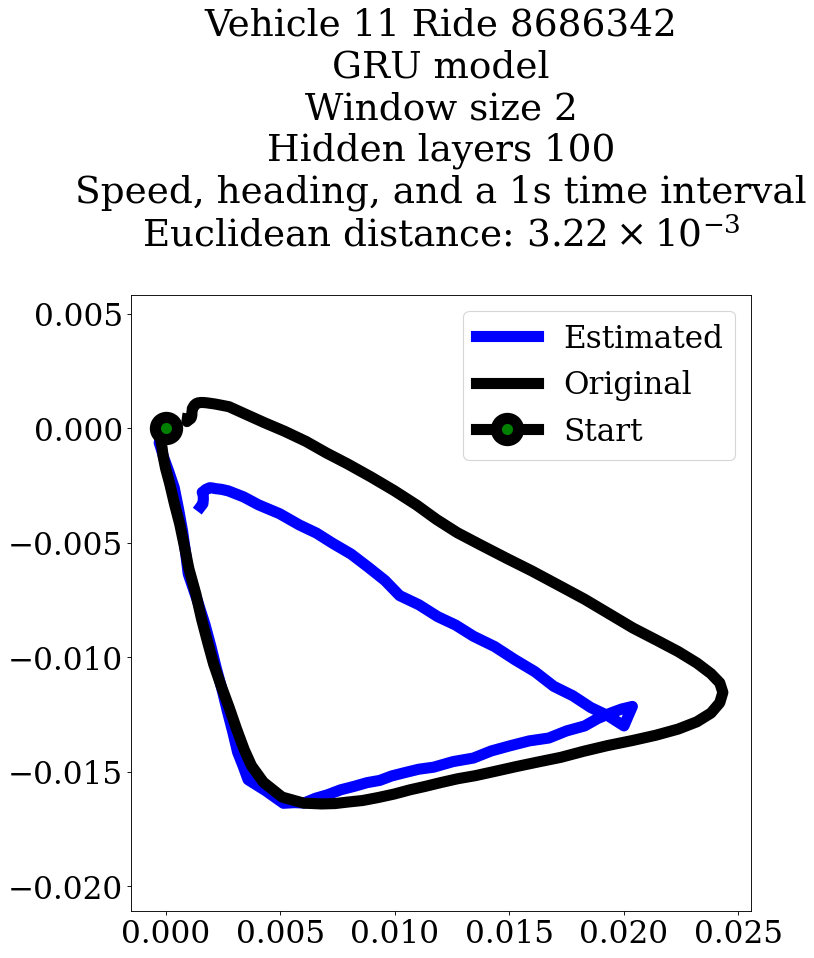 Vehicle 11 Ride 8686342
GRU model
Window size 2
Hidden layers 100
Speed, heading, and a 1s time interval
Euclidean distance: 3.22 × 10⁻³
Estimated
Original
Start
0.005
0.000
−0.005
−0.010
−0.015
−0.020
0.000 0.005 0.010 0.015 0.020 0.025